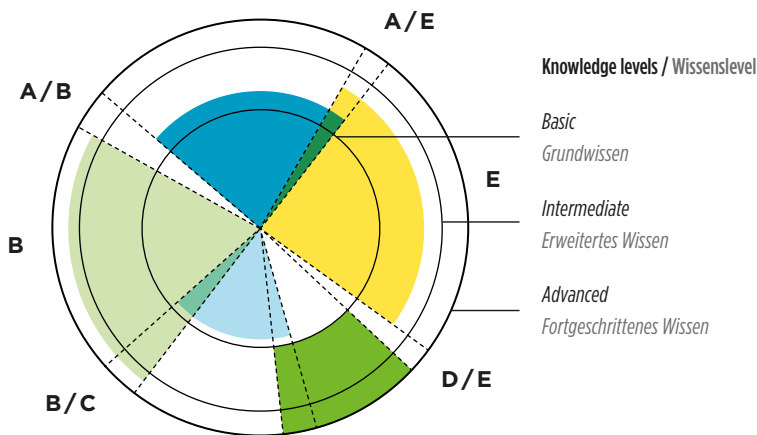 A/E
Knowledge levels / Wissenslevel
A/B
Basic
Grundwissen
E
Intermediate
Erweitertes Wissen
B
Advanced
Fortgeschrittenes Wissen
D/E
B/C